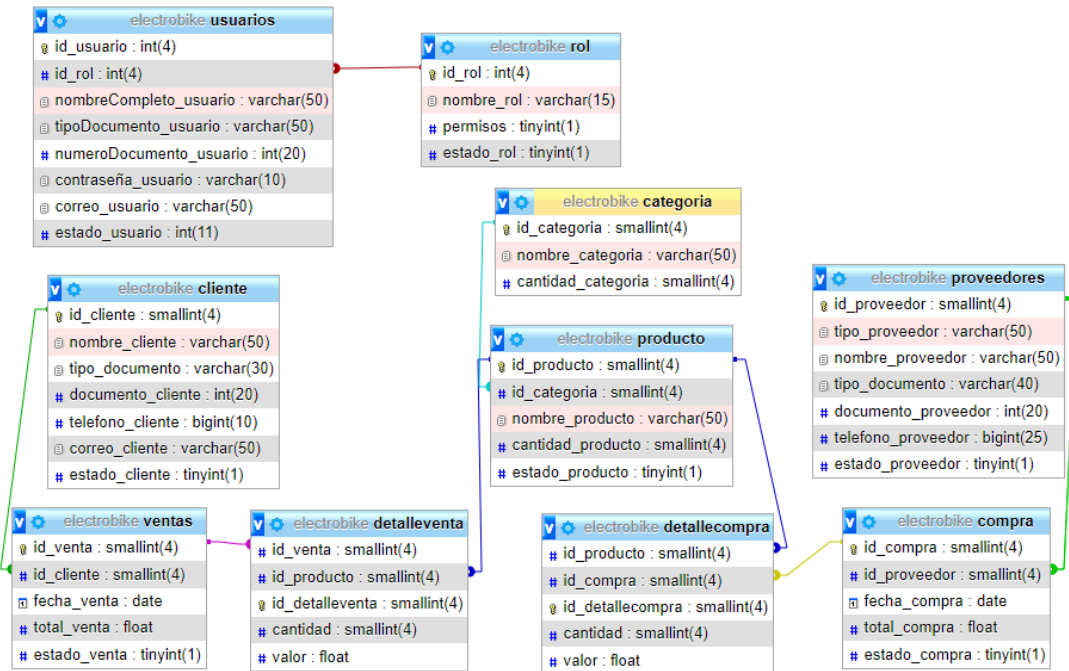 electrobike usuarios
id_usuario : int(4)
id_rol : int(4)
nombreCompleto_usuario : varchar(50)
tipoDocumento_usuario : varchar(50)
numeroDocumento_usuario : int(20)
contraseña_usuario : varchar(10)
correo_usuario : varchar(50)
estado_usuario : int(11)
electrobike rol
id_rol : int(4)
nombre_rol : varchar(15)
permisos : tinyint(1)
estado_rol : tinyint(1)
electrobike categoria
id_categoria : smallint(4)
nombre_categoria : varchar(50)
cantidad_categoria : smallint(4)
electrobike cliente
id_cliente : smallint(4)
nombre_cliente : varchar(50)
tipo_documento : varchar(30)
documento_cliente : int(20)
telefono_cliente : bigint(10)
correo_cliente : varchar(50)
estado_cliente : tinyint(1)
electrobike producto
id_producto : smallint(4)
id_categoria : smallint(4)
nombre_producto : varchar(50)
cantidad_producto : smallint(4)
estado_producto : tinyint(1)
electrobike proveedores
id_proveedor : smallint(4)
tipo_proveedor : varchar(50)
nombre_proveedor : varchar(50)
tipo_documento : varchar(40)
documento_proveedor : int(20)
telefono_proveedor : bigint(25)
estado_proveedor : tinyint(1)
electrobike ventas
id_venta : smallint(4)
id_cliente : smallint(4)
fecha_venta : date
total_venta : float
estado_venta : tinyint(1)
electrobike detalleventa
id_venta : smallint(4)
id_producto : smallint(4)
id_detalleventa : smallint(4)
cantidad : smallint(4)
valor : float
electrobike detallecompra
id_producto : smallint(4)
id_compra : smallint(4)
id_detallecompra : smallint(4)
cantidad : smallint(4)
valor : float
electrobike compra
id_compra : smallint(4)
id_proveedor : smallint(4)
fecha_compra : date
total_compra : float
estado_compra : tinyint(1)